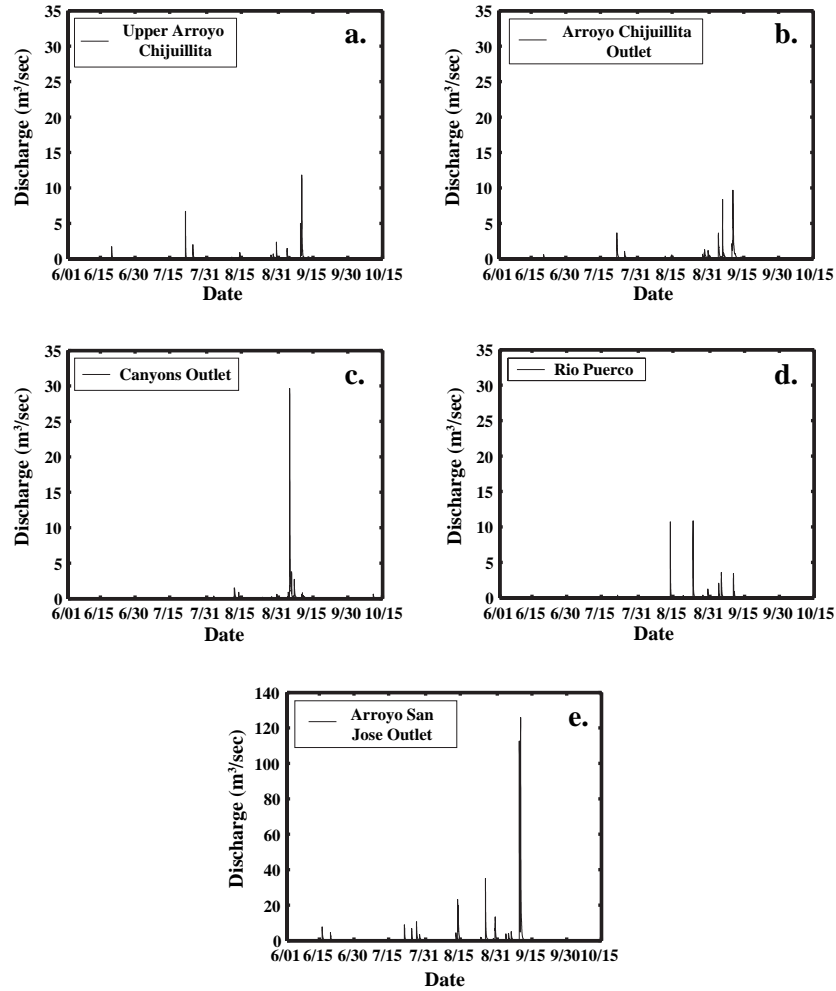 35
30
25
20
15
10
5
0
Discharge (m³/sec)
Upper Arroyo
Chijuillita
a.
6/01 6/15 6/30 7/15 7/31 8/15 8/31 9/15 9/30 10/15
Date
35
30
25
20
15
10
5
0
Discharge (m³/sec)
Arroyo Chijuillita
Outlet
b.
6/01 6/15 6/30 7/15 7/31 8/15 8/31 9/15 9/30 10/15
Date
35
30
25
20
15
10
5
0
Discharge (m³/sec)
Canyons Outlet
c.
6/01 6/15 6/30 7/15 7/31 8/15 8/31 9/15 9/30 10/15
Date
35
30
25
20
15
10
5
0
Discharge (m³/sec)
Rio Puerco
d.
6/01 6/15 6/30 7/15 7/31 8/15 8/31 9/15 9/30 10/15
Date
140
120
100
80
60
40
20
0
Discharge (m³/sec)
Arroyo San
Jose Outlet
e.
6/01 6/15 6/30 7/15 7/31 8/15 8/31 9/15 9/30 10/15
Date